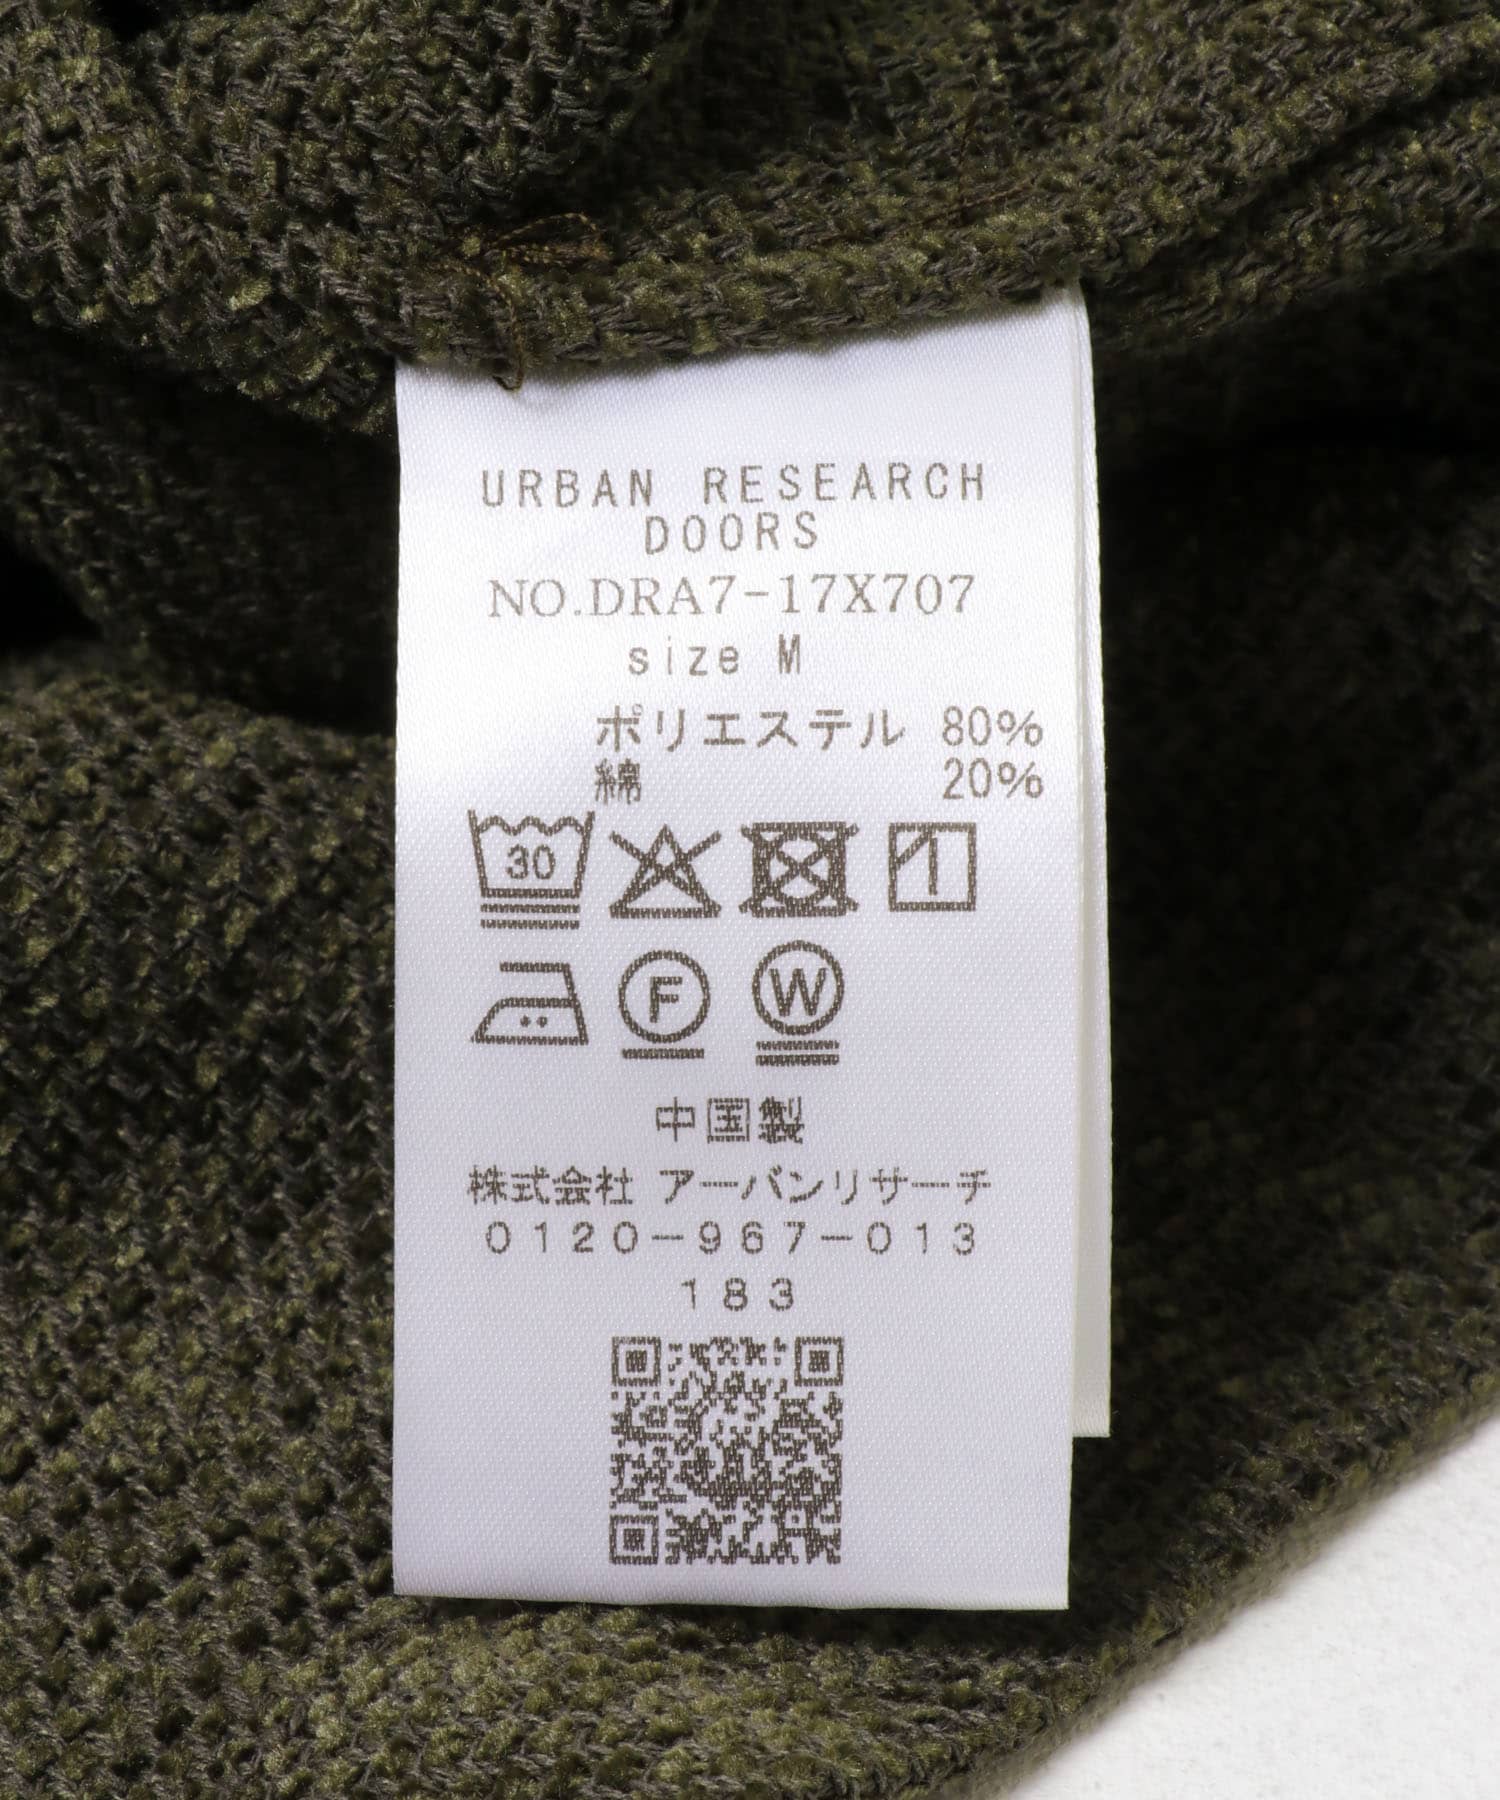 URBAN RESEARCH
DOORS
NO.DRA7-17X707
size M
ポリエステル 80%
綿 20%
30
F W
中国製
株式会社 アーバンリサーチ
0120-967-013
183